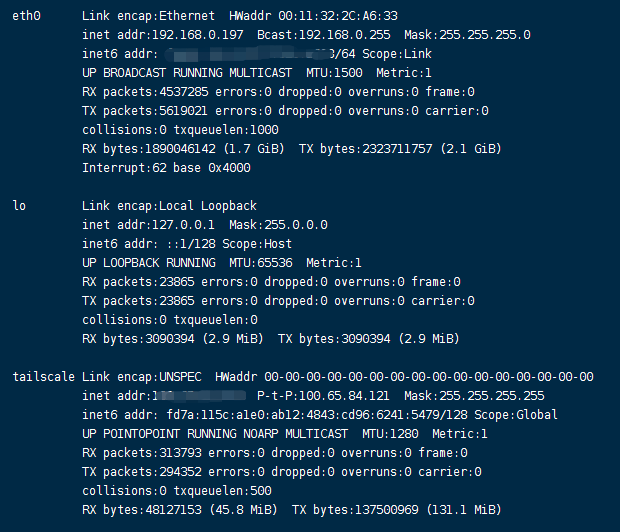 eth0 Link encap:Ethernet HWaddr 00:11:32:2C:A6:33
inet addr:192.168.0.197 Bcast:192.168.0.255 Mask:255.255.255.0
inet6 addr: /64 Scope:Link
UP BROADCAST RUNNING MULTICAST MTU:1500 Metric:1
RX packets:4537285 errors:0 dropped:0 overruns:0 frame:0
TX packets:5619021 errors:0 dropped:0 overruns:0 carrier:0
collisions:0 txqueuelen:1000
RX bytes:1890046142 (1.7 GiB) TX bytes:2323711757 (2.1 GiB)
Interrupt:62 base 0x4000
lo Link encap:Local Loopback
inet addr:127.0.0.1 Mask:255.0.0.0
inet6 addr: ::1/128 Scope:Host
UP LOOPBACK RUNNING MTU:65536 Metric:1
RX packets:23865 errors:0 dropped:0 overruns:0 frame:0
TX packets:23865 errors:0 dropped:0 overruns:0 carrier:0
collisions:0 txqueuelen:0
RX bytes:3090394 (2.9 MiB) TX bytes:3090394 (2.9 MiB)
tailscale Link encap:UNSPEC HWaddr 00-00-00-00-00-00-00-00-00-00-00-00-00-00-00-00
inet addr: P-t-P:100.65.84.121 Mask:255.255.255.255
inet6 addr: fd7a:115c:a1e0:ab12:4843:cd96:6241:5479/128 Scope:Global
UP POINTOPOINT RUNNING NOARP MULTICAST MTU:1280 Metric:1
RX packets:313793 errors:0 dropped:0 overruns:0 frame:0
TX packets:294352 errors:0 dropped:0 overruns:0 carrier:0
collisions:0 txqueuelen:500
RX bytes:48127153 (45.8 MiB) TX bytes:137500969 (131.1 MiB)